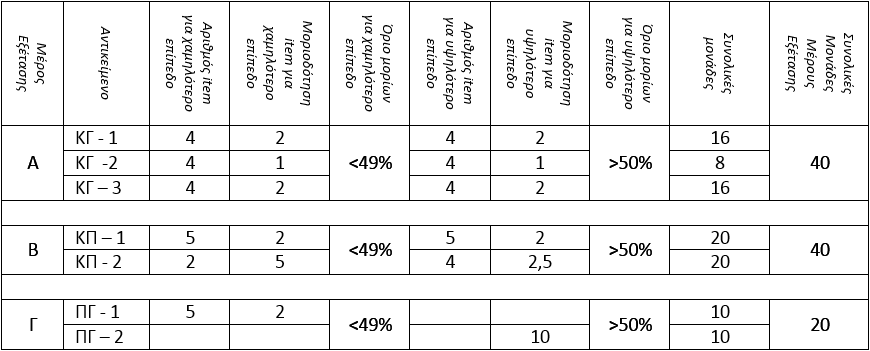 Μέρος Εξέτασης
Αντικείμενο
Αριθμός item για χαμηλότερο επίπεδο
Μοριοδότηση item για χαμηλότερο επίπεδο
Όριο μορίων για χαμηλότερο επίπεδο
Αριθμός item για υψηλότερο επίπεδο
Μοριοδότηση item για υψηλότερο επίπεδο
Όριο μορίων για υψηλότερο επίπεδο
Συνολικές μονάδες
Συνολικές Μονάδες Μέρους Εξέτασης
Α
ΚΓ - 1 4 2 <49% 4 2 >50% 16 40
ΚΓ -2 4 1 4 1 8
ΚΓ – 3 4 2 4 2 16
Β
ΚΠ – 1 5 2 <49% 5 2 >50% 20 40
ΚΠ - 2 2 5 4 2,5 20
Γ
ΠΓ - 1 5 2 <49% >50% 10 20
ΠΓ – 2 10 10